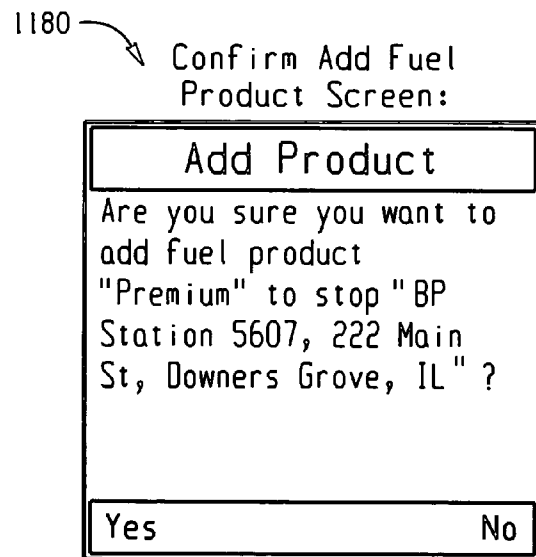 1180
Confirm Add Fuel
Product Screen:
Add Product
Are you sure you want to
add fuel product
"Premium" to stop "BP
Station 5607, 222 Main
St, Downers Grove, IL"?
Yes No